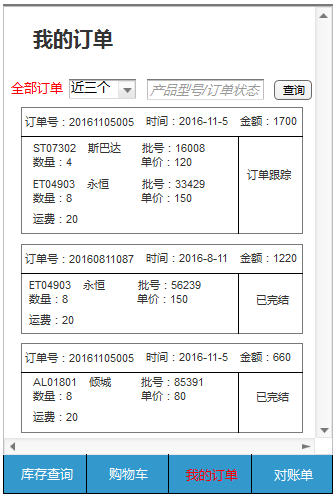 我的订单
全部订单 近三个 产品型号/订单状态 查询
订单号：20161105005 时间：2016-11-5 金额：1700
ST07302 斯巴达 批号：16008
数量：4 单价：120
订单跟踪
ET04903 永恒 批号：33429
数量：8 单价：150
运费：20
订单号：20160811087 时间：2016-8-11 金额：1220
ET04903 永恒 批号：56239
数量：8 单价：150
已完结
运费：20
订单号：20161105005 时间：2016-11-5 金额：660
AL01801 倾城 批号：85391
数量：8 单价：80
已完结
运费：20
库存查询 购物车 我的订单 对账单